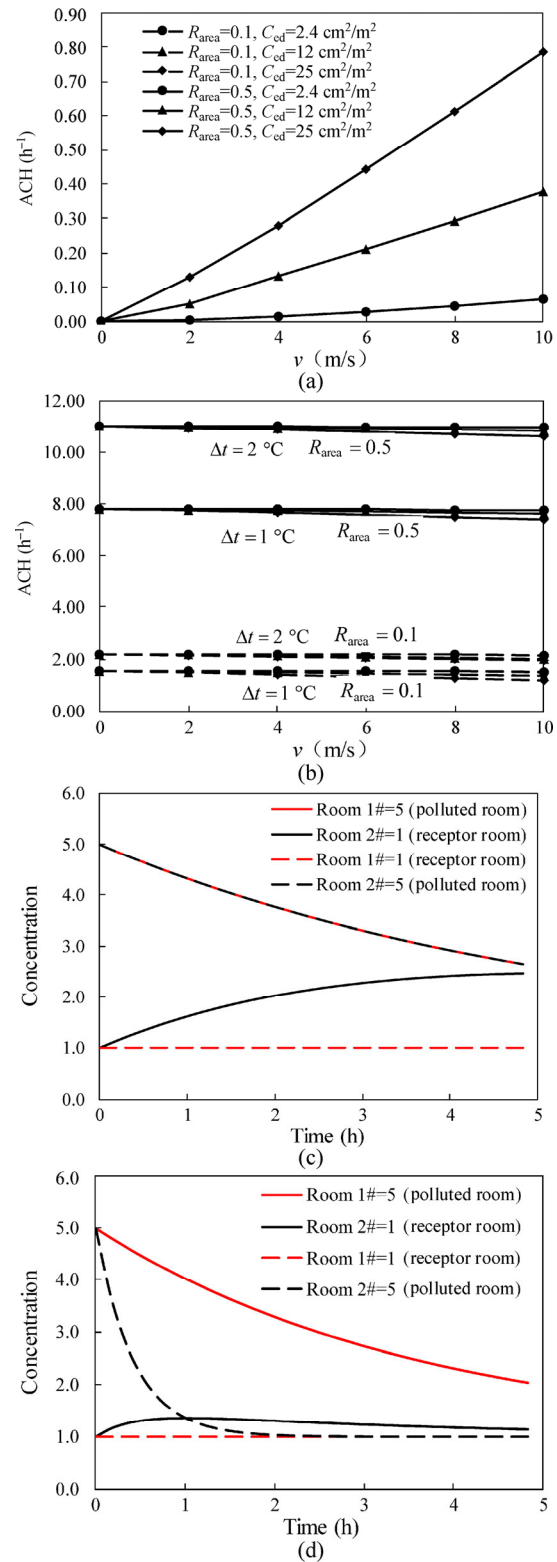 0.90
0.80
0.70
0.60
0.50
0.40
0.30
0.20
0.10
0.00
ACH (h⁻¹)
R_area=0.1, C_ed=2.4 cm²/m²
R_area=0.1, C_ed=12 cm²/m²
R_area=0.1, C_ed=25 cm²/m²
R_area=0.5, C_ed=2.4 cm²/m²
R_area=0.5, C_ed=12 cm²/m²
R_area=0.5, C_ed=25 cm²/m²
0 2 4 6 8 10
v（m/s）
(a)
12.00
10.00
8.00
6.00
4.00
2.00
0.00
ACH (h⁻¹)
Δt = 2 °C R_area = 0.5
Δt = 1 °C R_area = 0.5
Δt = 2 °C R_area = 0.1
Δt = 1 °C R_area = 0.1
0 2 4 6 8 10
v（m/s）
(b)
6.0
5.0
4.0
3.0
2.0
1.0
0.0
Concentration
Room 1#=5 (polluted room)
Room 2#=1 (receptor room)
Room 1#=1 (receptor room)
Room 2#=5 (polluted room)
0 1 2 3 4 5
Time (h)
(c)
6.0
5.0
4.0
3.0
2.0
1.0
0.0
Concentration
Room 1#=5 (polluted room)
Room 2#=1 (receptor room)
Room 1#=1 (receptor room)
Room 2#=5 (polluted room)
0 1 2 3 4 5
Time (h)
(d)